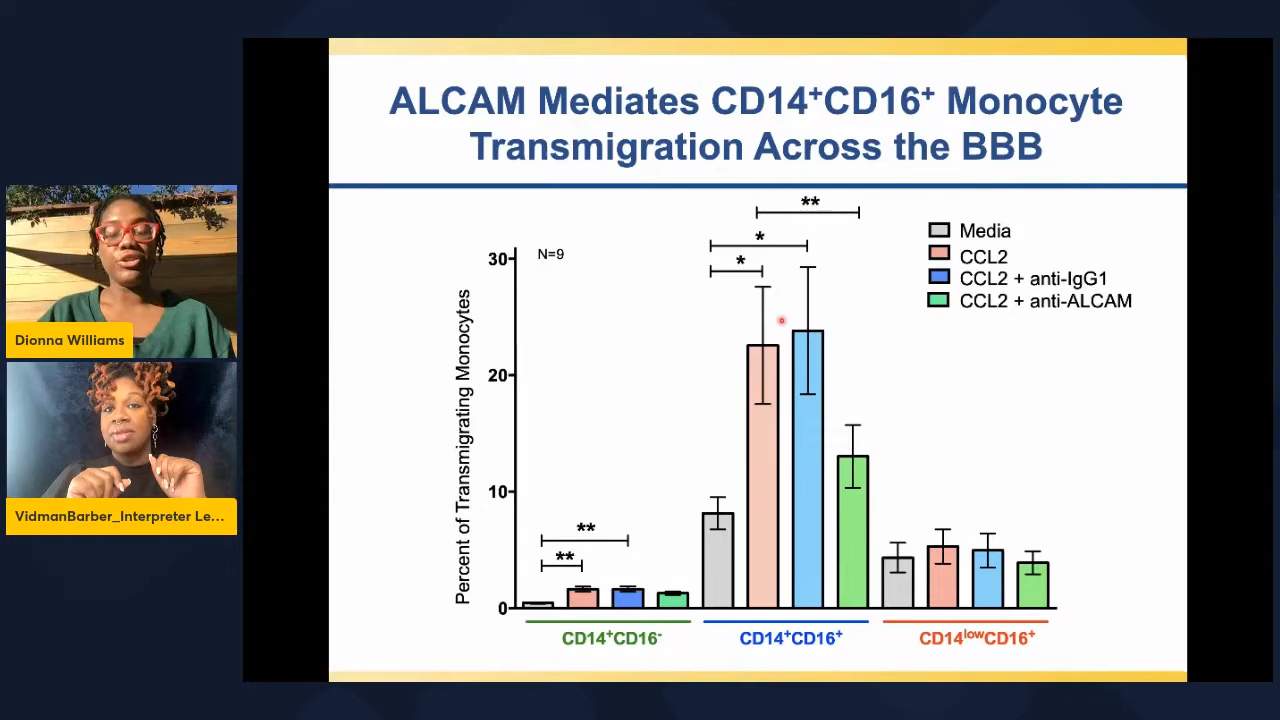 ALCAM Mediates CD14⁺CD16⁺ Monocyte
Transmigration Across the BBB
Dionna Williams
VidmanBarber_Interpreter Le...
Percent of Transmigrating Monocytes
30
20
10
0
N=9
**
**
*
*
**
Media
CCL2
CCL2 + anti-IgG1
CCL2 + anti-ALCAM
CD14⁺CD16⁻
CD14⁺CD16⁺
CD14ˡᵒʷCD16⁺